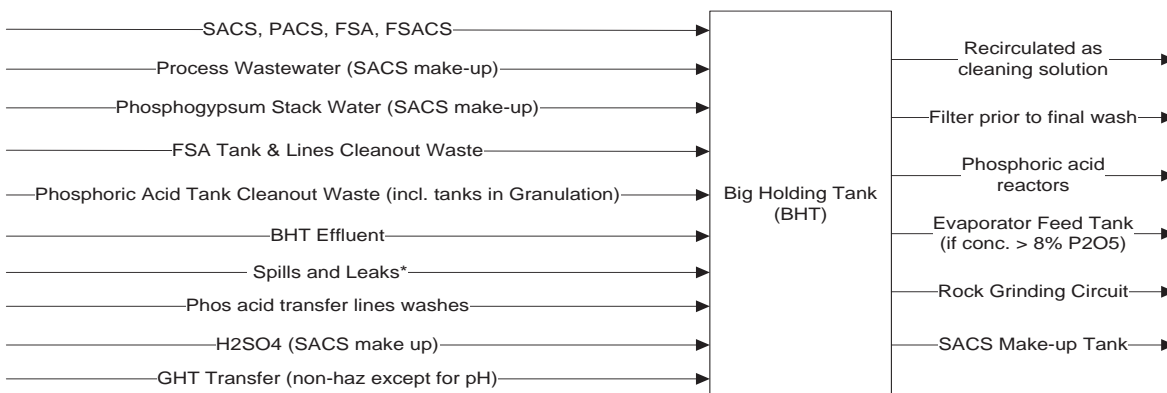 SACS, PACS, FSA, FSACS
Process Wastewater (SACS make-up)
Phosphogypsum Stack Water (SACS make-up)
FSA Tank & Lines Cleanout Waste
Phosphoric Acid Tank Cleanout Waste (incl. tanks in Granulation)
BHT Effluent
Spills and Leaks*
Phos acid transfer lines washes
H2SO4 (SACS make up)
GHT Transfer (non-haz except for pH)
Big Holding Tank
(BHT)
Recirculated as
cleaning solution
Filter prior to final wash
Phosphoric acid
reactors
Evaporator Feed Tank
(if conc. > 8% P2O5)
Rock Grinding Circuit
SACS Make-up Tank